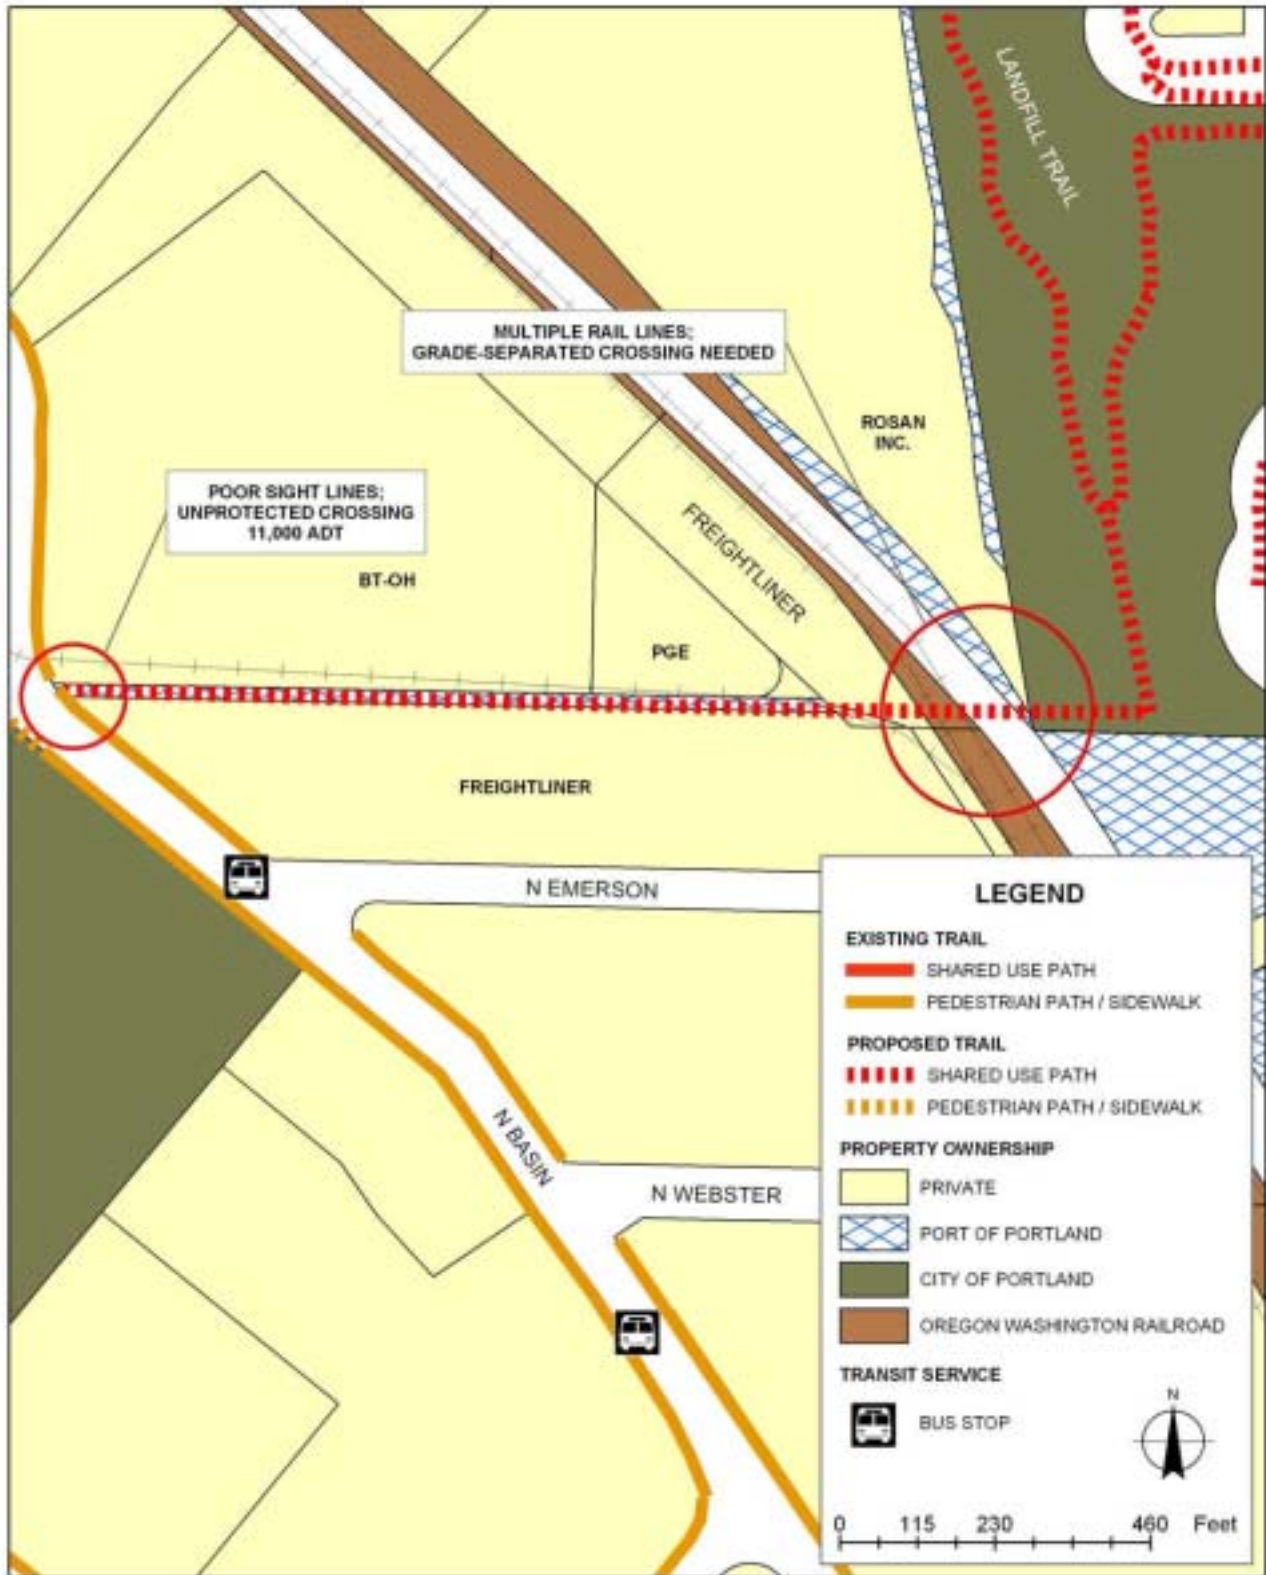 LANDFILL TRAIL
MULTIPLE RAIL LINES;
GRADE-SEPARATED CROSSING NEEDED
ROSAN
INC.
POOR SIGHT LINES;
UNPROTECTED CROSSING
11,000 ADT
FREIGHTLINER
BT-OH
PGE
FREIGHTLINER
N EMERSON
N BASIN
N WEBSTER
LEGEND
EXISTING TRAIL
SHARED USE PATH
PEDESTRIAN PATH / SIDEWALK
PROPOSED TRAIL
SHARED USE PATH
PEDESTRIAN PATH / SIDEWALK
PROPERTY OWNERSHIP
PRIVATE
PORT OF PORTLAND
CITY OF PORTLAND
OREGON WASHINGTON RAILROAD
TRANSIT SERVICE
BUS STOP
N
0 115 230 460 Feet